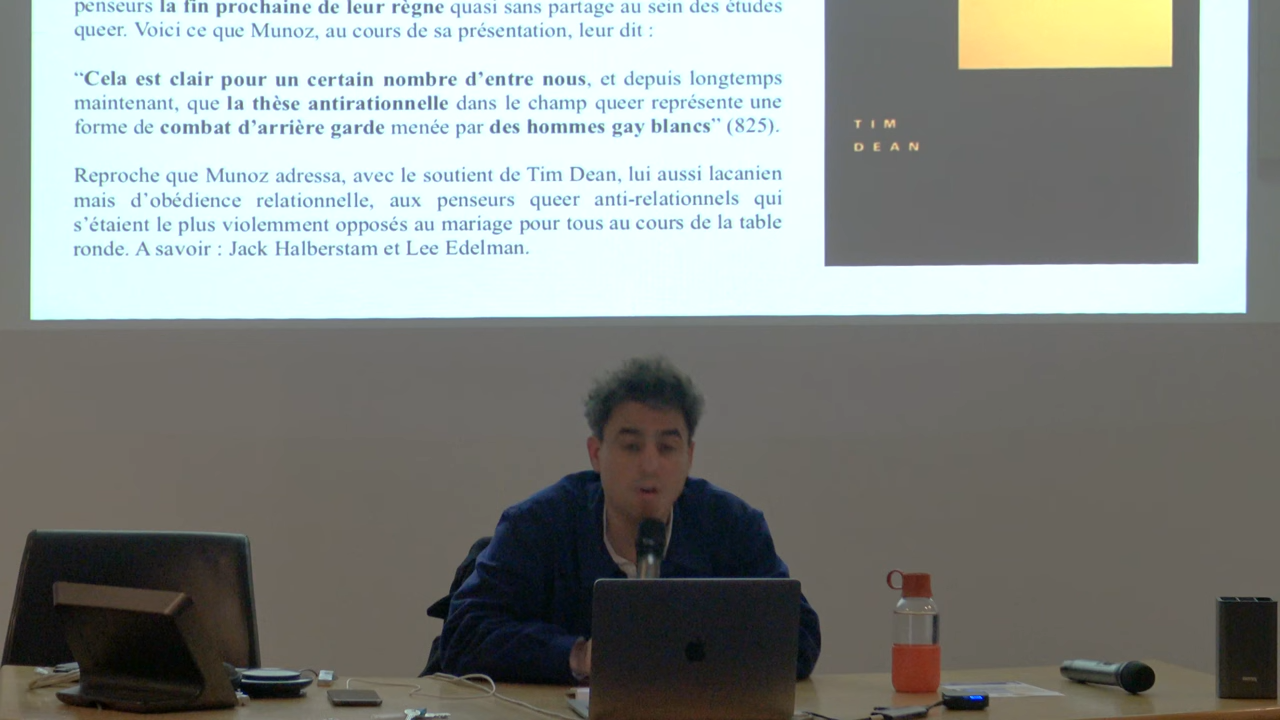 penseurs la fin prochaine de leur règne quasi sans partage au sein des études
queer. Voici ce que Munoz, au cours de sa présentation, leur dit :
“Cela est clair pour un certain nombre d’entre nous, et depuis longtemps
maintenant, que la thèse antirationnelle dans le champ queer représente une
forme de combat d’arrière garde menée par des hommes gay blancs” (825).
Reproche que Munoz adressa, avec le soutien de Tim Dean, lui aussi lacanien
mais d’obédience relationnelle, aux penseurs queer anti-relationnels qui
s’étaient le plus violemment opposés au mariage pour tous au cours de la table
ronde. A savoir : Jack Halberstam et Lee Edelman.
TIM
DEAN